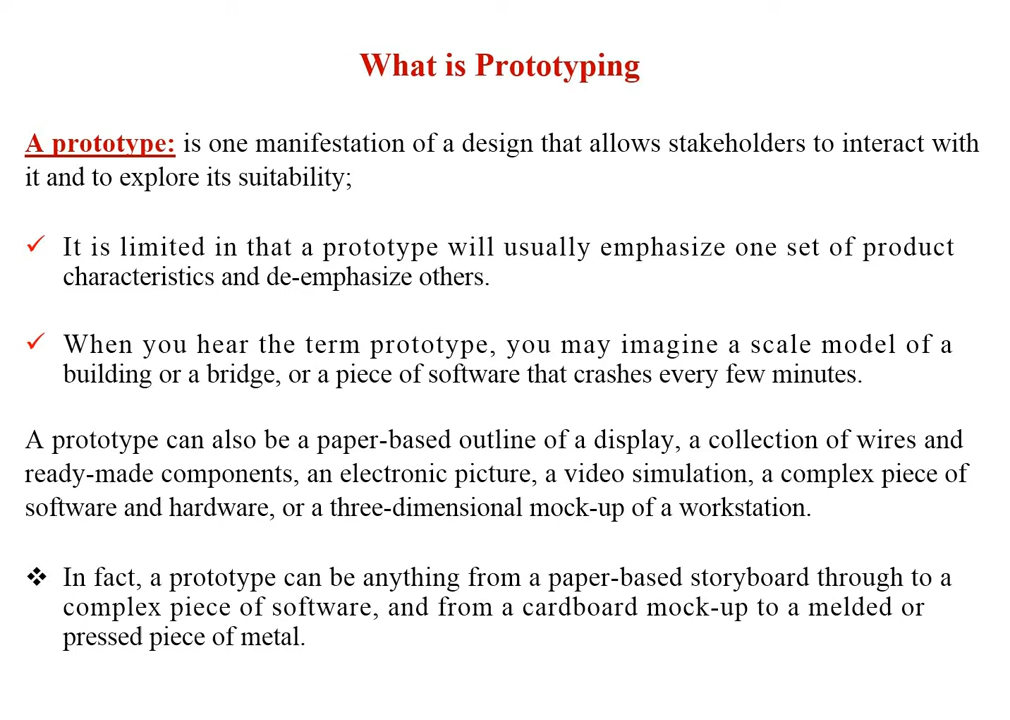 What is Prototyping
A prototype: is one manifestation of a design that allows stakeholders to interact with
it and to explore its suitability;
✓ It is limited in that a prototype will usually emphasize one set of product
characteristics and de-emphasize others.
✓ When you hear the term prototype, you may imagine a scale model of a
building or a bridge, or a piece of software that crashes every few minutes.
A prototype can also be a paper-based outline of a display, a collection of wires and
ready-made components, an electronic picture, a video simulation, a complex piece of
software and hardware, or a three-dimensional mock-up of a workstation.
❖ In fact, a prototype can be anything from a paper-based storyboard through to a
complex piece of software, and from a cardboard mock-up to a melded or
pressed piece of metal.